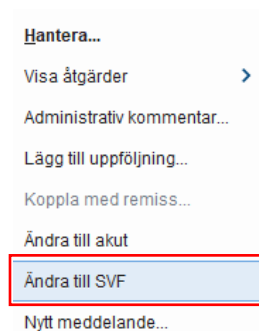 Hantera...
Visa åtgärder
Administrativ kommentar...
Lägg till uppföljning...
Koppla med remiss...
Ändra till akut
Ändra till SVF
Nytt meddelande...